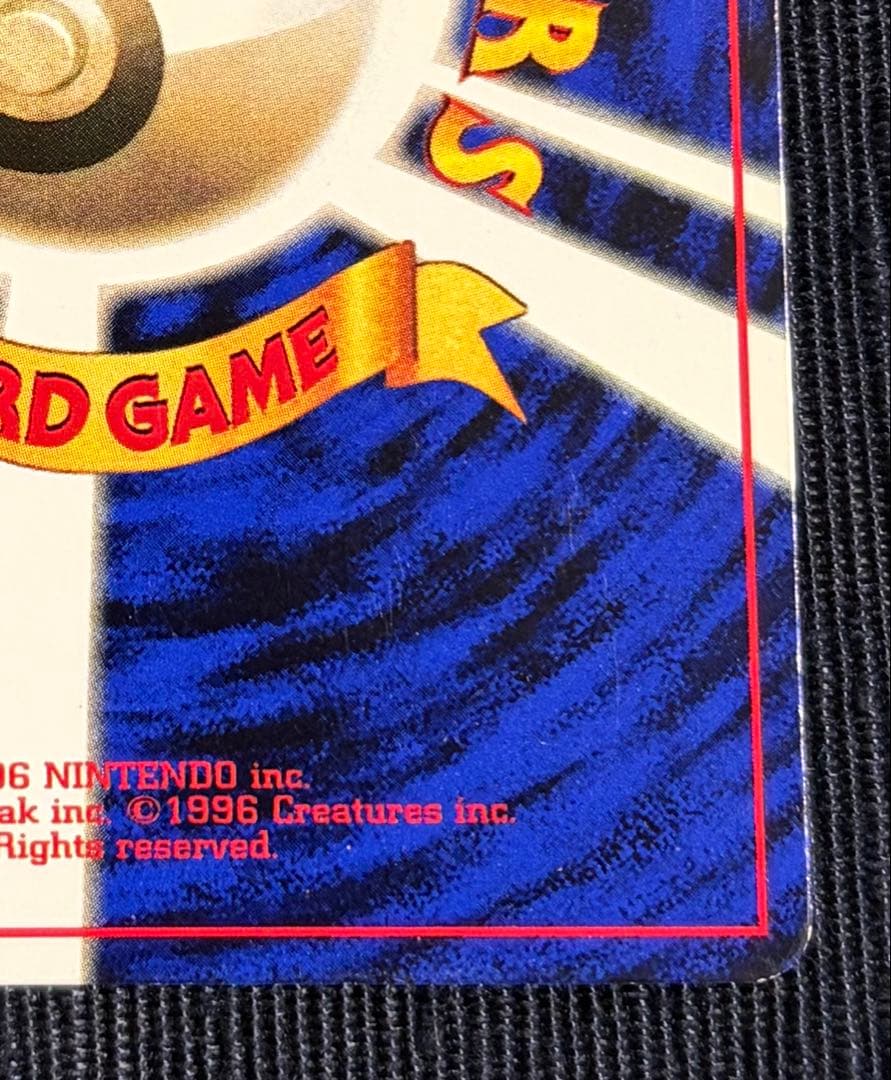 RS
RD GAME
96 NINTENDO inc.
ak inc. ©1996 Creatures inc.
Rights reserved.